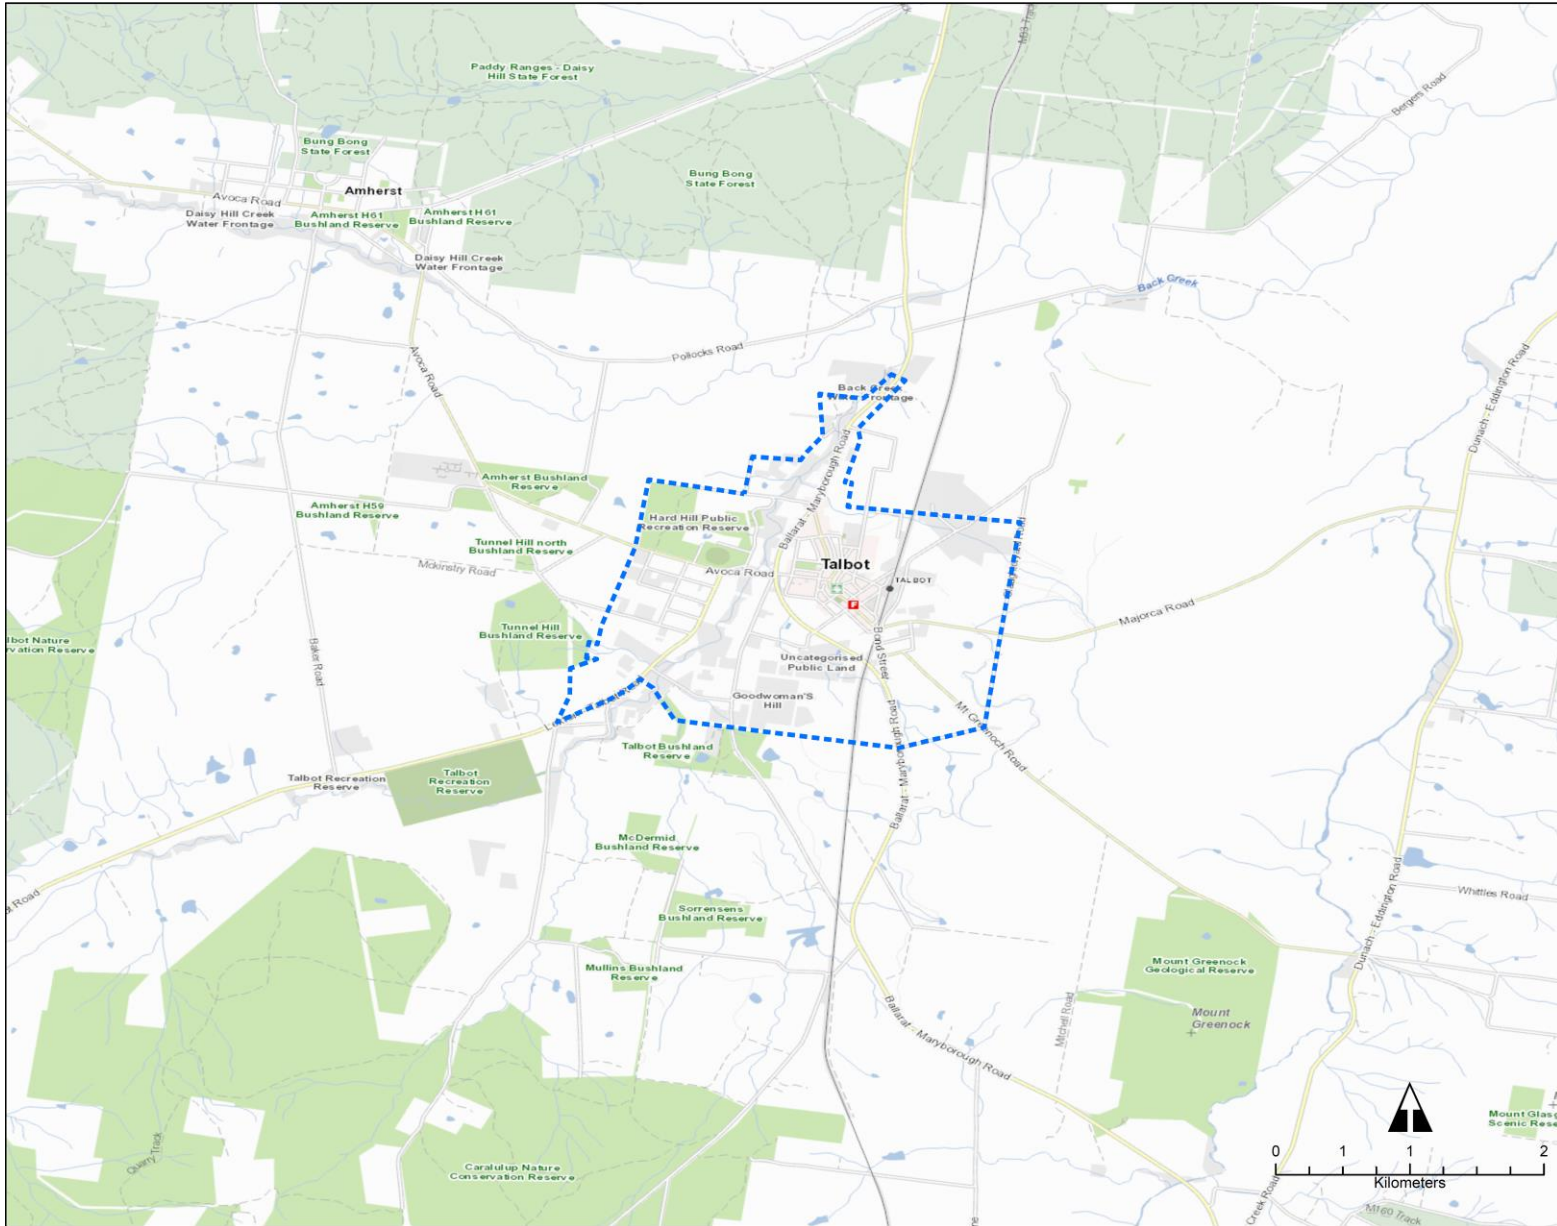 M93 Track
Paddy Ranges - Daisy
Hill State Forest
Bergers Road
Bung Bong
State Forest
Bung Bong
State Forest
Amherst
Avoca Road
Daisy Hill Creek
Water Frontage
Amherst H61
Bushland Reserve
Amherst H61
Bushland Reserve
Daisy Hill Creek
Water Frontage
Back Creek
Avoca Road
Pollocks Road
Dunach - Eddington Road
Back Creek
Water Frontage
Ballarat - Maryborough Road
Amherst Bushland
Reserve
Amherst H59
Bushland Reserve
Hard Hill Public
Recreation Reserve
Tunnel Hill north
Bushland Reserve
Mckinstry Road
Avoca Road
Talbot
TALBOT
Majorca Road
Tunnel Hill
Bushland Reserve
lbot Nature
rvation Reserve
Baker Road
Bond Street
Uncategorised
Public Land
Goodwoman'S
Hill
Mt Greenoch Road
Ballarat - Maryborough Road
Talbot Bushland
Reserve
Talbot Recreation
Reserve
Talbot
Recreation
Reserve
McDermid
Bushland Reserve
Whittles Road
Dunach - Eddington Road
Sorrensens
Bushland Reserve
Mullins Bushland
Reserve
Mount Greenock
Geological Reserve
Mount
Greenock
Mitchell Road
Ballarat - Maryborough Road
Mount Glasg
Scenic Rese
Quarry Track
Caralulup Nature
Conservation Reserve
0 1 1 2
Kilometers
Creek Road
M160 Track